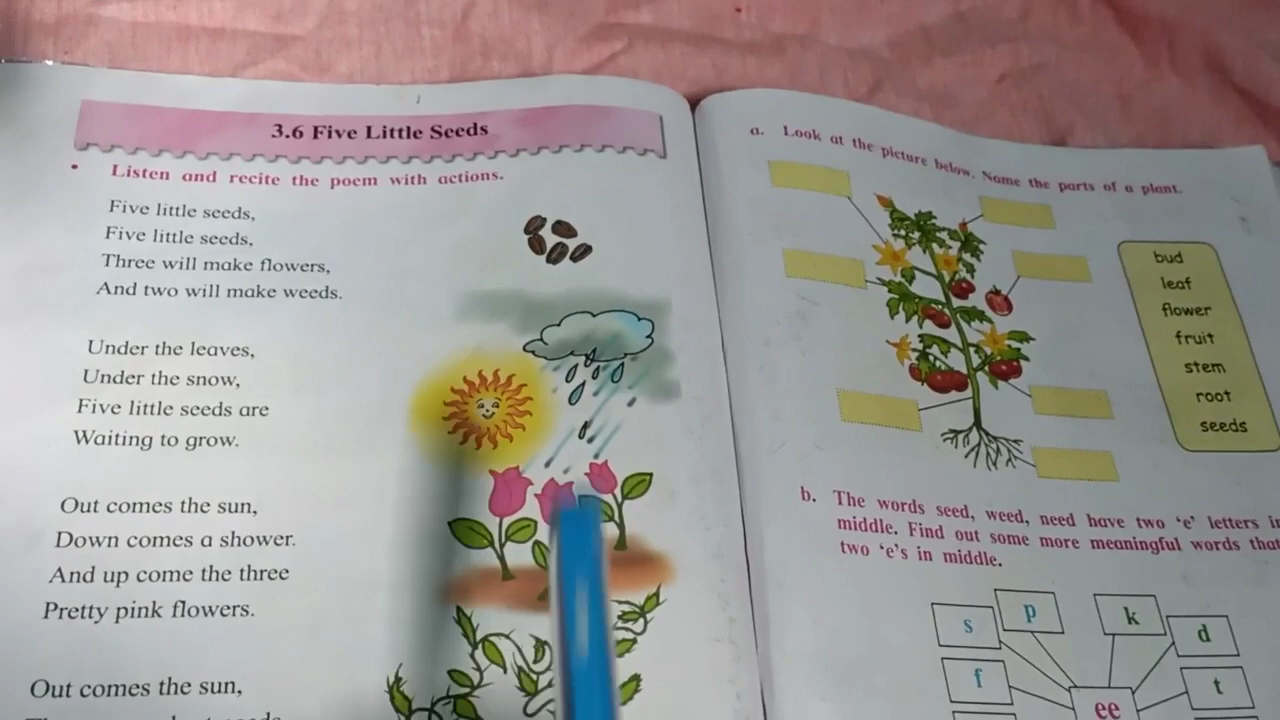 3.6 Five Little Seeds
• Listen and recite the poem with actions.
Five little seeds,
Five little seeds,
Three will make flowers,
And two will make weeds.
Under the leaves,
Under the snow,
Five little seeds are
Waiting to grow.
Out comes the sun,
Down comes a shower.
And up come the three
Pretty pink flowers.
Out comes the sun,
a. Look at the picture below. Name the parts of a plant.
bud
leaf
flower
fruit
stem
root
seeds
b. The words seed, weed, need have two 'e' letters in
middle. Find out some more meaningful words that
two 'e's in middle.
s
p
k
d
f
t
ee